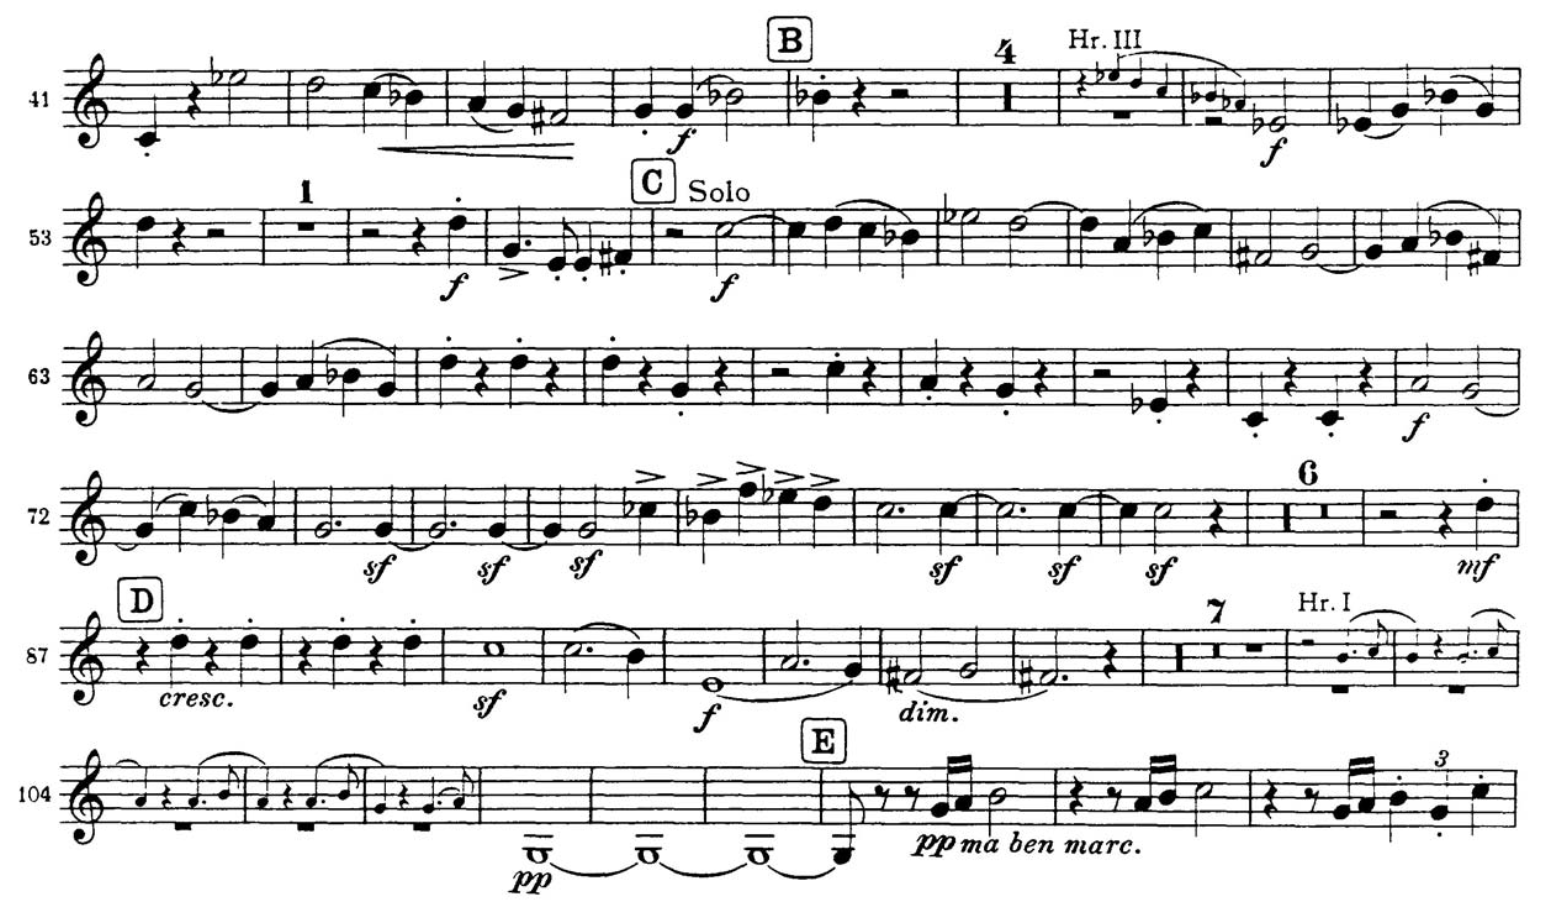 B
4
Hr. III
41
f
f
1
C
Solo
53
f
f
63
f
6
72
sf
sf
sf
sf
sf
sf
mf
D
7
Hr. I
87
cresc.
sf
f
dim.
E
3
104
pp
pp ma ben marc.